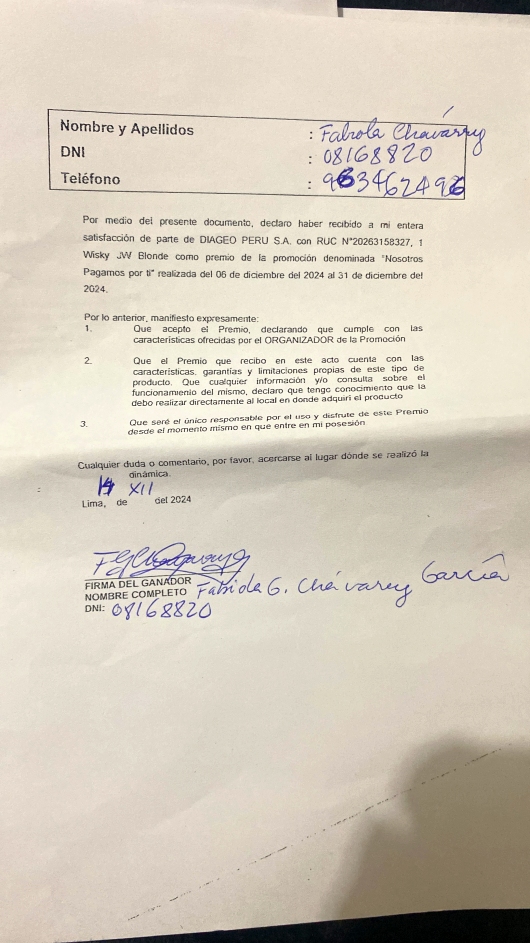 Nombre y Apellidos : Fabiola Chávarry
DNI : 08168820
Teléfono : 963462496
Por medio del presente documento, declaro haber recibido a mi entera
satisfacción de parte de DIAGEO PERU S.A. con RUC N°20263158327, 1
Wisky JW Blonde como premio de la promoción denominada "Nosotros
Pagamos por ti" realizada del 06 de diciembre del 2024 al 31 de diciembre del
2024.
Por lo anterior, manifiesto expresamente:
1. Que acepto el Premio, declarando que cumple con las
características ofrecidas por el ORGANIZADOR de la Promoción
2. Que el Premio que recibo en este acto cuenta con las
características, garantías y limitaciones propias de este tipo de
producto. Que cualquier información y/o consulta sobre el
funcionamiento del mismo, declaro que tengo conocimiento que la
debo realizar directamente al local en donde adquirí el producto
3. Que seré el único responsable por el uso y disfrute de este Premio
desde el momento mismo en que entre en mi posesión
Cualquier duda o comentario, por favor, acercarse al lugar dónde se realizó la
dinámica.
14 XII
Lima, de del 2024
FIRMA DEL GANADOR
NOMBRE COMPLETO Fabiola G. Chávarry García
DNI: 08168820